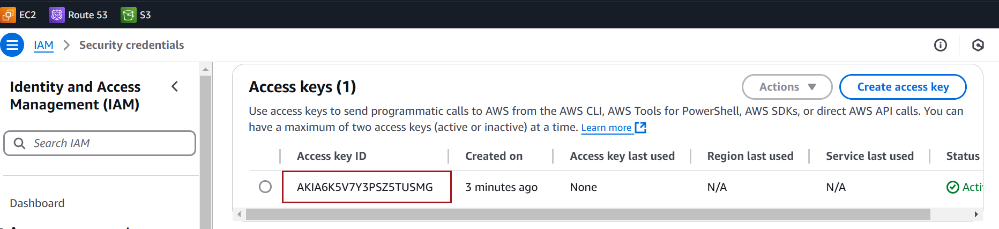 EC2 Route 53 S3
IAM Security credentials
Identity and Access
Management (IAM)
Search IAM
Dashboard
Access keys (1)
Actions
Create access key
Use access keys to send programmatic calls to AWS from the AWS CLI, AWS Tools for PowerShell, AWS SDKs, or direct AWS API calls. You can
have a maximum of two access keys (active or inactive) at a time. Learn more
Access key ID Created on Access key last used Region last used Service last used Status
AKIA6K5V7Y3PSZ5TUSMG 3 minutes ago None N/A N/A Acti